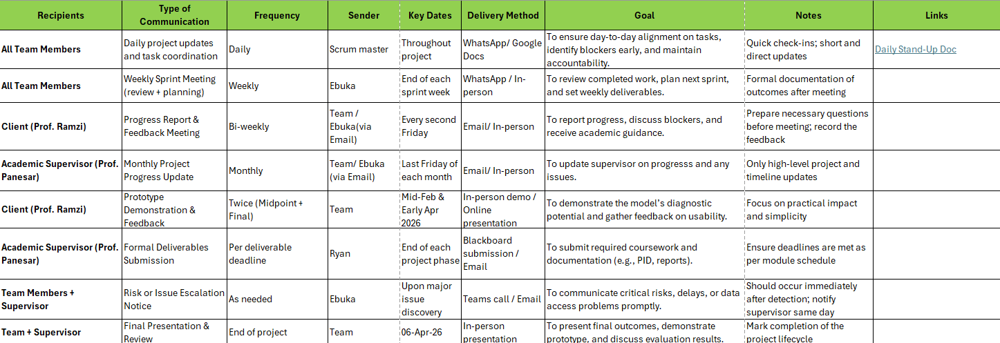 Recipients Type of Communication Frequency Sender Key Dates Delivery Method Goal Notes Links
All Team Members
Daily project updates
and task coordination
Daily
Scrum master
Throughout
project
WhatsApp/ Google
Docs
To ensure day-to-day alignment on tasks,
identify blockers early, and maintain
accountability.
Quick check-ins; short and
direct updates
Daily Stand-Up Doc
All Team Members
Weekly Sprint Meeting
(review + planning)
Weekly
Ebuka
End of each
sprint week
WhatsApp / In-
person
To review completed work, plan next sprint,
and set weekly deliverables.
Formal documentation of
outcomes after meeting
Client (Prof. Ramzi)
Progress Report &
Feedback Meeting
Bi-weekly
Team /
Ebuka(via
Email)
Every second
Friday
Email/ In-person
To report progress, discuss blockers, and
receive academic guidance.
Prepare necessary questions
before meeting; record the
feedback
Academic Supervisor (Prof.
Panesar)
Monthly Project
Progress Update
Monthly
Team/ Ebuka
(via Email)
Last Friday of
each month
Email/ In-person
To update supervisor on progresss and any
issues.
Only high-level project and
timeline updates
Client (Prof. Ramzi)
Prototype
Demonstration &
Feedback
Twice (Midpoint +
Final)
Team
Mid-Feb &
Early Apr
2026
In-person demo /
Online
presentation
To demonstrate the model's diagnostic
potential and gather feedback on usability.
Focus on practical impact
and simplicity
Academic Supervisor (Prof.
Panesar)
Formal Deliverables
Submission
Per deliverable
deadline
Ryan
End of each
project phase
Blackboard
submission /
Email
To submit required coursework and
documentation (e.g., PID, reports).
Ensure deadlines are met as
per module schedule
Team Members +
Supervisor
Risk or Issue Escalation
Notice
As needed
Ebuka
Upon major
issue
discovery
Teams call / Email
To communicate critical risks, delays, or data
access problems promptly.
Should occur immediately
after detection; notify
supervisor same day
Team + Supervisor
Final Presentation &
Review
End of project
Team
06-Apr-26
In-person
presentation
To present final outcomes, demonstrate
prototype, and discuss evaluation results.
Mark completion of the
project lifecycle